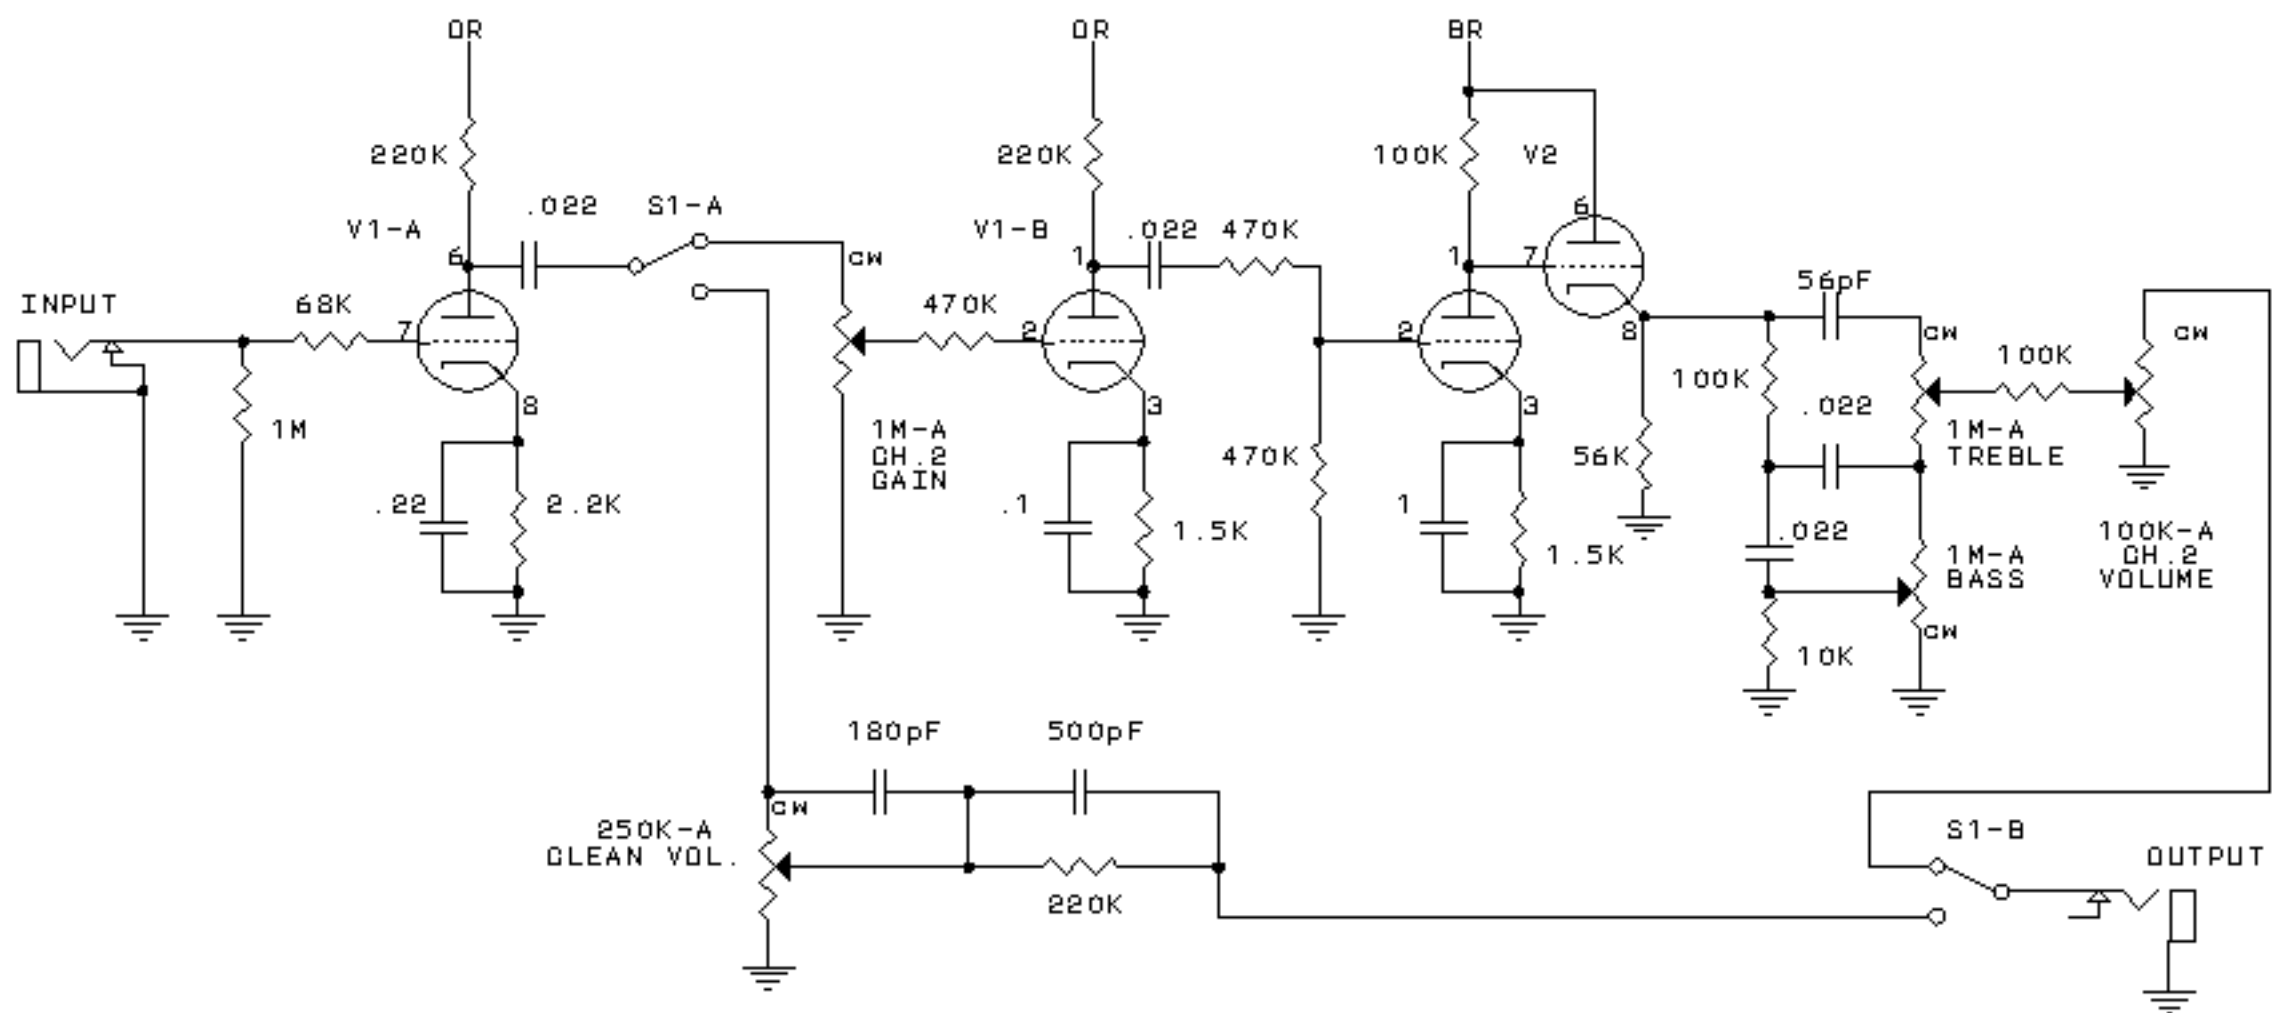 OR
OR
BR
220K
220K
100K
V2
.022
S1-A
V1-A
V1-B
.022
470K
6
1
1
7
6
CW
INPUT
68K
7
470K
2
2
8
56pF
CW
CW
100K
100K
.022
8
3
3
1M
1M-A
CH.2
GAIN
470K
56K
1M-A
TREBLE
.22
2.2K
.1
1.5K
1
1.5K
.022
1M-A
BASS
CW
100K-A
CH.2
VOLUME
10K
180pF
500pF
CW
250K-A
CLEAN VOL.
220K
S1-B
OUTPUT